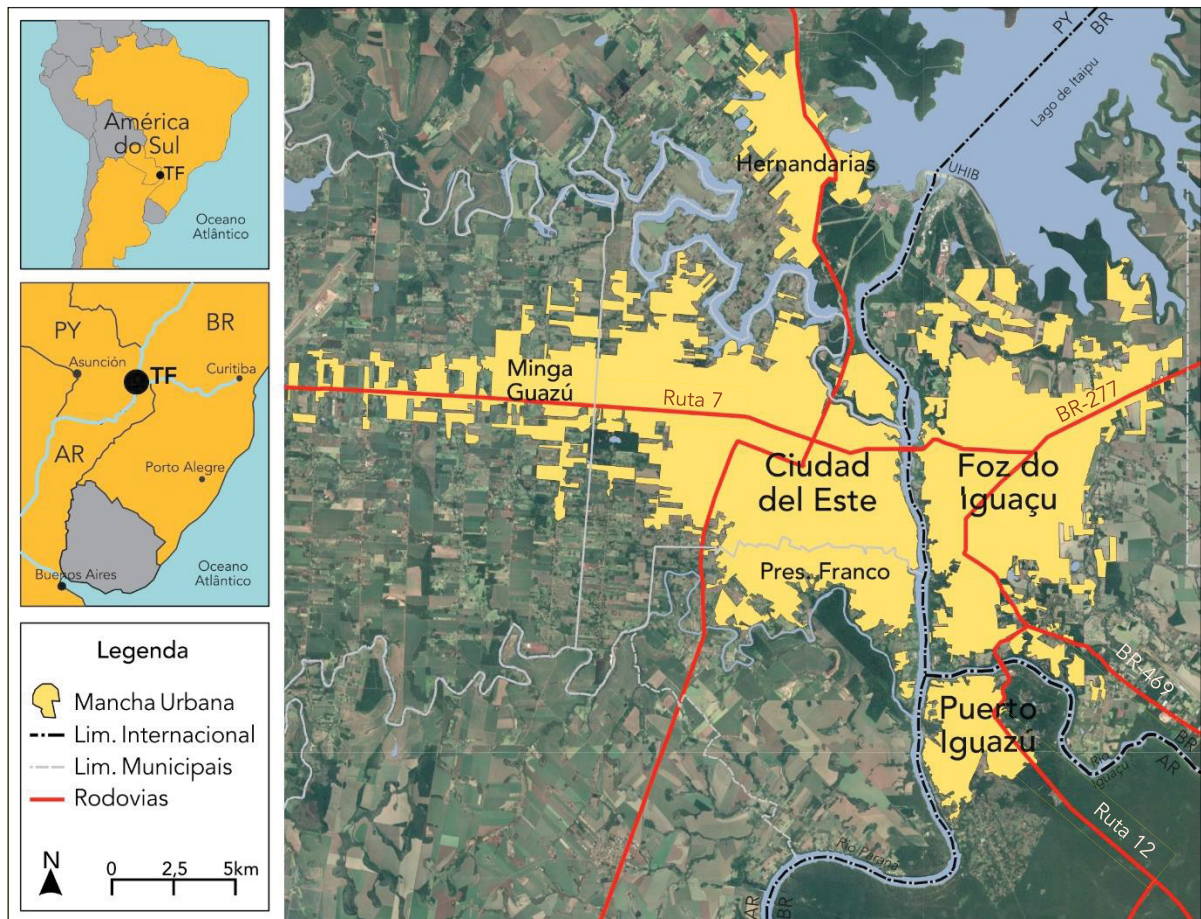 América
do Sul
TF
Oceano
Atlântico
PY
BR
Asunción
TF
Curitiba
AR
Porto Alegre
Buenos Aires
Oceano
Atlântico
Legenda
Mancha Urbana
Lim. Internacional
Lim. Municipais
Rodovias
N
0
2,5
5km
PY
BR
Lago de Itaipu
Hernandarias
UHIB
Minga
Guazú
Ruta 7
BR-277
Ciudad
del Este
Foz do
Iguaçu
Pres. Franco
BR-469
Puerto
Iguazú
BR
AR
Rio
Iguaçu
Ruta 12
Rio Paraná
AR
BR